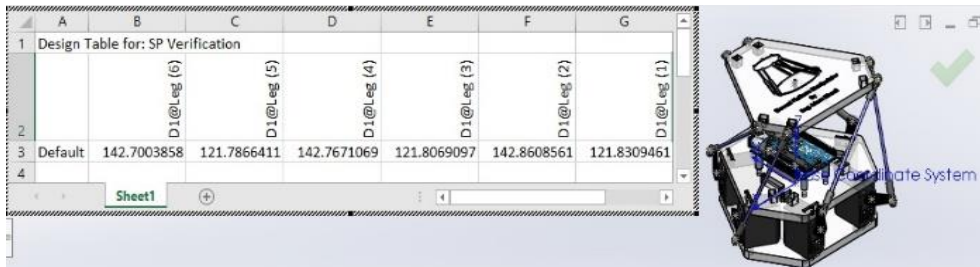 A B C D E F G
1 Design Table for: SP Verification
2 D1@Leg (6) D1@Leg (5) D1@Leg (4) D1@Leg (3) D1@Leg (2) D1@Leg (1)
3 Default 142.7003858 121.7866411 142.7671069 121.8069097 142.8608561 121.8309461
4
Sheet1
Base Coordinate System